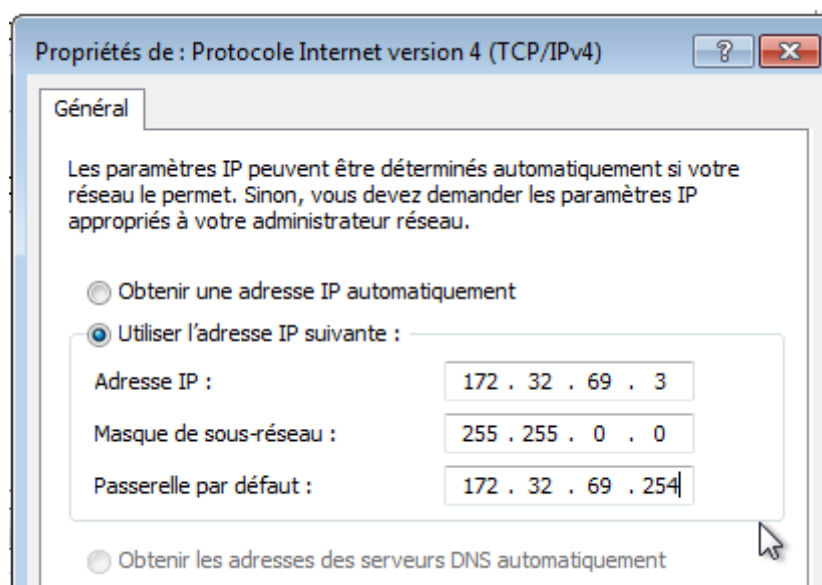 Propriétés de : Protocole Internet version 4 (TCP/IPv4)
Général
Les paramètres IP peuvent être déterminés automatiquement si votre
réseau le permet. Sinon, vous devez demander les paramètres IP
appropriés à votre administrateur réseau.
Obtenir une adresse IP automatiquement
Utiliser l'adresse IP suivante :
Adresse IP : 172 . 32 . 69 . 3
Masque de sous-réseau : 255 . 255 . 0 . 0
Passerelle par défaut : 172 . 32 . 69 . 254
Obtenir les adresses des serveurs DNS automatiquement